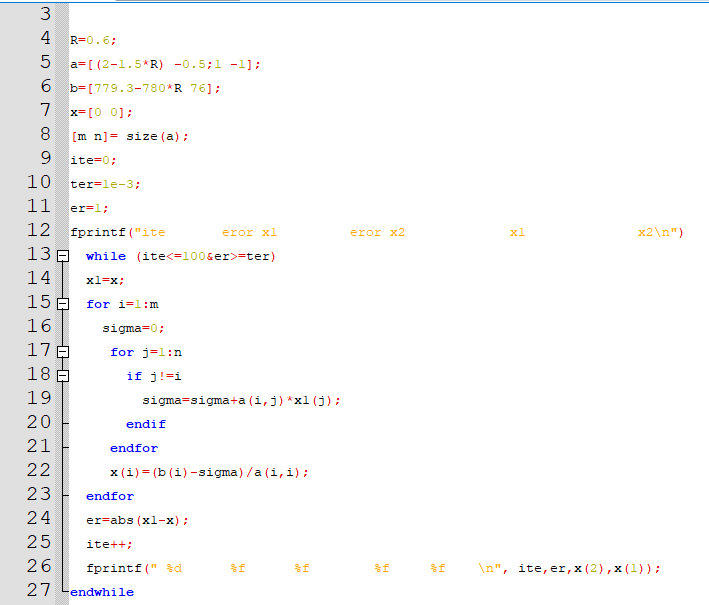 3
4 R=0.6;
5 a=[(2-1.5*R) -0.5;1 -1];
6 b=[779.3-780*R 76];
7 x=[0 0];
8 [m n]= size(a);
9 ite=0;
10 ter=1e-3;
11 er=1;
12 fprintf("ite       eror x1         eror x2             x1              x2\n")
13   while (ite<=100&er>=ter)
14   x1=x;
15   for i=1:m
16     sigma=0;
17      for j=1:n
18        if j!=i
19          sigma=sigma+a(i,j)*x1(j);
20        endif
21      endfor
22      x(i)=(b(i)-sigma)/a(i,i);
23   endfor
24   er=abs(x1-x);
25   ite++;
26   fprintf(" %d      %f      %f        %f     %f    \n", ite,er,x(2),x(1));
27 endwhile